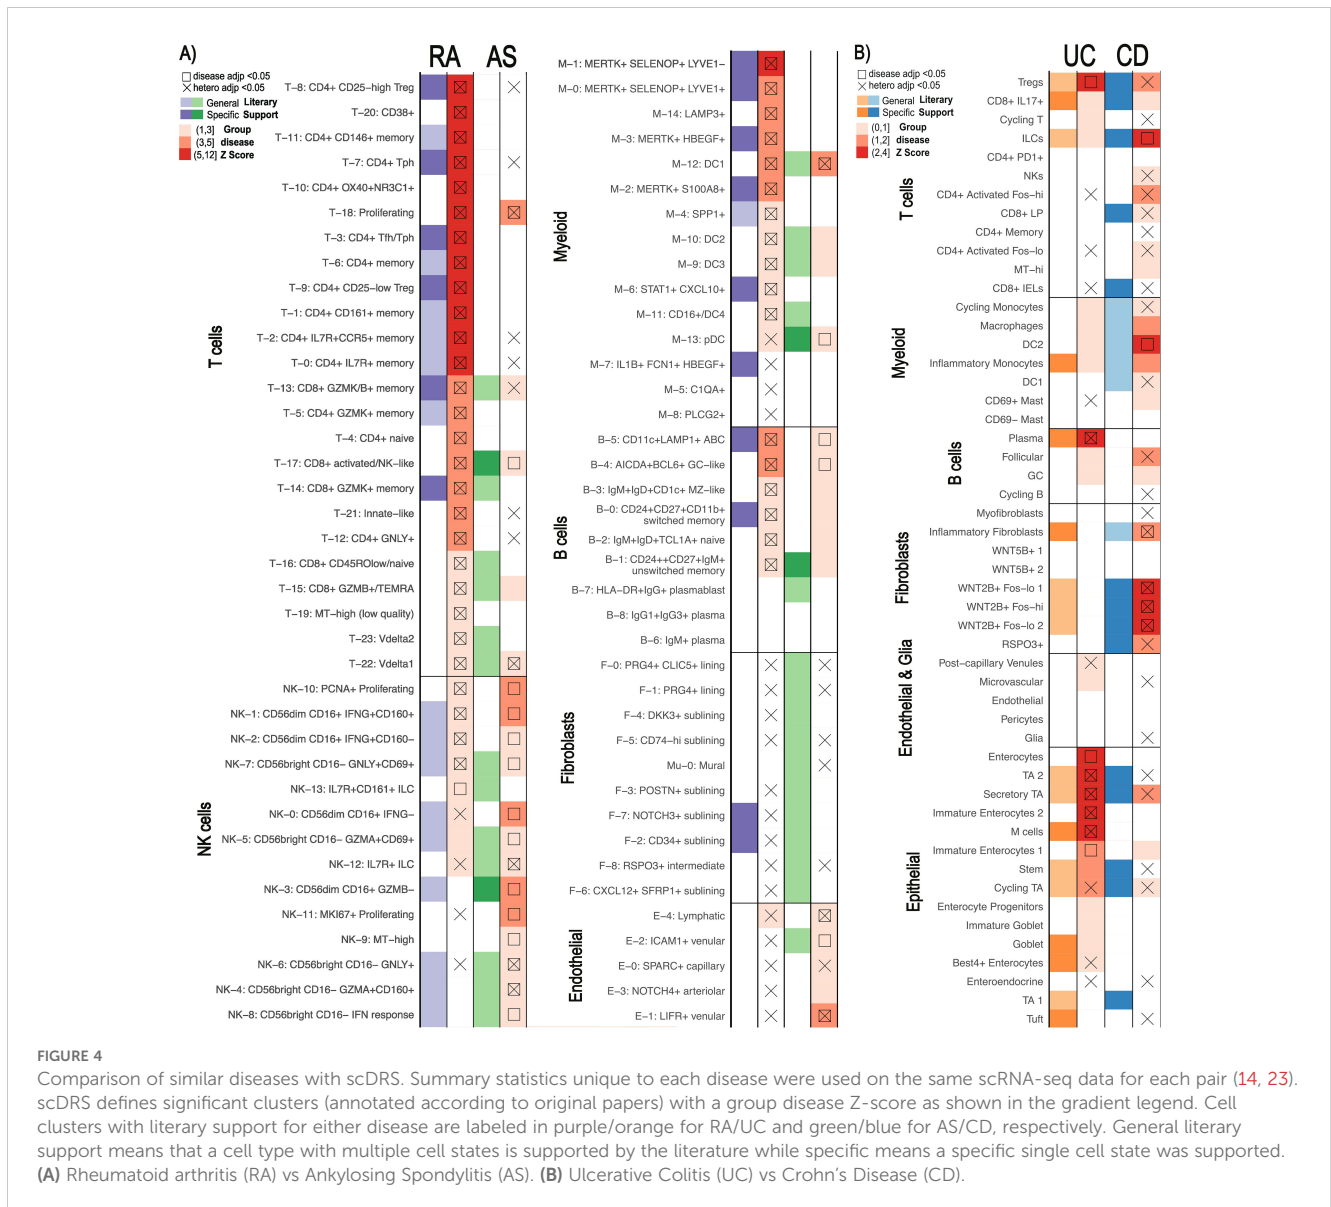 A)
RA AS
disease adjp <0.05
hetero adjp <0.05
General Literary
Specific Support
(1,3] Group
(3,5] disease
(5,12] Z Score
T cells
T−8: CD4+ CD25−high Treg
T−20: CD38+
T−11: CD4+ CD146+ memory
T−7: CD4+ Tph
T−10: CD4+ OX40+NR3C1+
T−18: Proliferating
T−3: CD4+ Tfh/Tph
T−6: CD4+ memory
T−9: CD4+ CD25−low Treg
T−1: CD4+ CD161+ memory
T−2: CD4+ IL7R+CCR5+ memory
T−0: CD4+ IL7R+ memory
T−13: CD8+ GZMK/B+ memory
T−5: CD4+ GZMK+ memory
T−4: CD4+ naive
T−17: CD8+ activated/NK−like
T−14: CD8+ GZMK+ memory
T−21: Innate−like
T−12: CD4+ GNLY+
T−16: CD8+ CD45ROlow/naive
T−15: CD8+ GZMB+/TEMRA
T−19: MT−high (low quality)
T−23: Vdelta2
T−22: Vdelta1
NK cells
NK−10: PCNA+ Proliferating
NK−1: CD56dim CD16+ IFNG+CD160+
NK−2: CD56dim CD16+ IFNG+CD160−
NK−7: CD56bright CD16− GNLY+CD69+
NK−13: IL7R+CD161+ ILC
NK−0: CD56dim CD16+ IFNG−
NK−5: CD56bright CD16− GZMA+CD69+
NK−12: IL7R+ ILC
NK−3: CD56dim CD16+ GZMB−
NK−11: MKI67+ Proliferating
NK−9: MT−high
NK−6: CD56bright CD16− GNLY+
NK−4: CD56bright CD16− GZMA+CD160+
NK−8: CD56bright CD16− IFN response
Myeloid
M−1: MERTK+ SELENOP+ LYVE1−
M−0: MERTK+ SELENOP+ LYVE1+
M−14: LAMP3+
M−3: MERTK+ HBEGF+
M−12: DC1
M−2: MERTK+ S100A8+
M−4: SPP1+
M−10: DC2
M−9: DC3
M−6: STAT1+ CXCL10+
M−11: CD16+/DC4
M−13: pDC
M−7: IL1B+ FCN1+ HBEGF+
M−5: C1QA+
M−8: PLCG2+
B cells
B−5: CD11c+LAMP1+ ABC
B−4: AICDA+BCL6+ GC−like
B−3: IgM+IgD+CD1c+ MZ−like
B−0: CD24+CD27+CD11b+
switched memory
B−2: IgM+IgD+TCL1A+ naive
B−1: CD24++CD27+IgM+
unswitched memory
B−7: HLA−DR+IgG+ plasmablast
B−8: IgG1+IgG3+ plasma
B−6: IgM+ plasma
Fibroblasts
F−0: PRG4+ CLIC5+ lining
F−1: PRG4+ lining
F−4: DKK3+ sublining
F−5: CD74−hi sublining
Mu−0: Mural
F−3: POSTN+ sublining
F−7: NOTCH3+ sublining
F−2: CD34+ sublining
F−8: RSPO3+ intermediate
F−6: CXCL12+ SFRP1+ sublining
Endothelial
E−4: Lymphatic
E−2: ICAM1+ venular
E−0: SPARC+ capillary
E−3: NOTCH4+ arteriolar
E−1: LIFR+ venular
B)
UC CD
disease adjp <0.05
hetero adjp <0.05
General Literary
Specific Support
(0,1] Group
(1,2] disease
(2,4] Z Score
T cells
Tregs
CD8+ IL17+
Cycling T
ILCs
CD4+ PD1+
NKs
CD4+ Activated Fos−hi
CD8+ LP
CD4+ Memory
CD4+ Activated Fos−lo
MT−hi
CD8+ IELs
Myeloid
Cycling Monocytes
Macrophages
DC2
Inflammatory Monocytes
DC1
CD69+ Mast
CD69− Mast
B cells
Plasma
Follicular
GC
Cycling B
Fibroblasts
Myofibroblasts
Inflammatory Fibroblasts
WNT5B+ 1
WNT5B+ 2
WNT2B+ Fos−lo 1
WNT2B+ Fos−hi
WNT2B+ Fos−lo 2
RSPO3+
Endothelial & Glia
Post−capillary Venules
Microvascular
Endothelial
Pericytes
Glia
Epithelial
Enterocytes
TA 2
Secretory TA
Immature Enterocytes 2
M cells
Immature Enterocytes 1
Stem
Cycling TA
Enterocyte Progenitors
Immature Goblet
Goblet
Best4+ Enterocytes
Enteroendocrine
TA 1
Tuft
FIGURE 4
Comparison of similar diseases with scDRS. Summary statistics unique to each disease were used on the same scRNA-seq data for each pair (14, 23).
scDRS defines significant clusters (annotated according to original papers) with a group disease Z-score as shown in the gradient legend. Cell
clusters with literary support for either disease are labeled in purple/orange for RA/UC and green/blue for AS/CD, respectively. General literary
support means that a cell type with multiple cell states is supported by the literature while specific means a specific single cell state was supported.
(A) Rheumatoid arthritis (RA) vs Ankylosing Spondylitis (AS). (B) Ulcerative Colitis (UC) vs Crohn's Disease (CD).